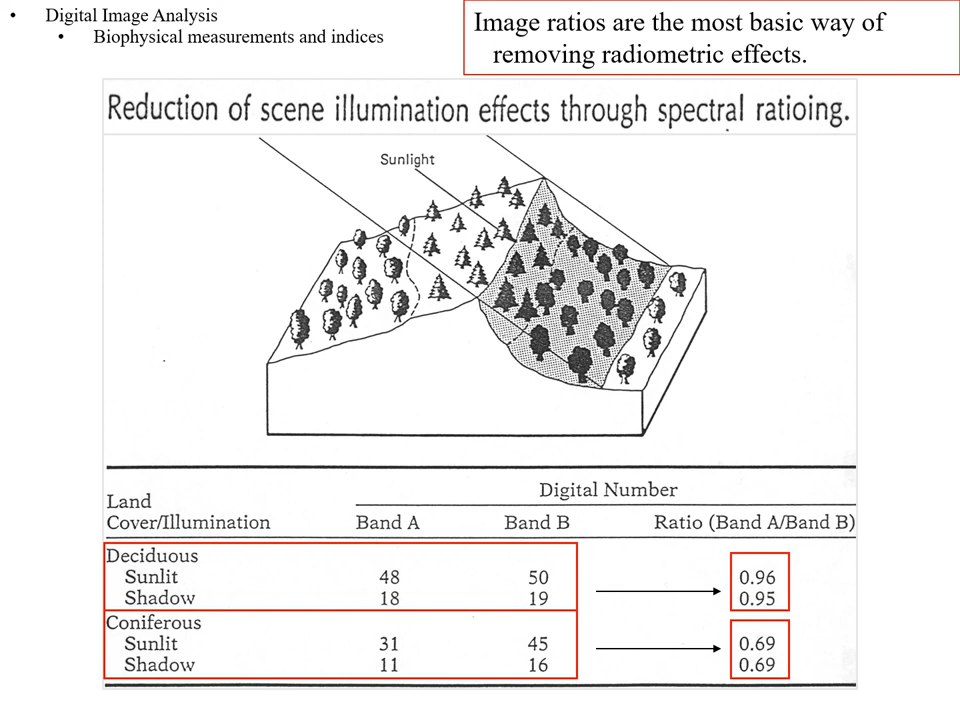 • Digital Image Analysis
• Biophysical measurements and indices
Image ratios are the most basic way of
removing radiometric effects.
Reduction of scene illumination effects through spectral ratioing.
Sunlight
Digital Number
Land
Cover/Illumination Band A Band B Ratio (Band A/Band B)
Deciduous
Sunlit 48 50 0.96
Shadow 18 19 0.95
Coniferous
Sunlit 31 45 0.69
Shadow 11 16 0.69